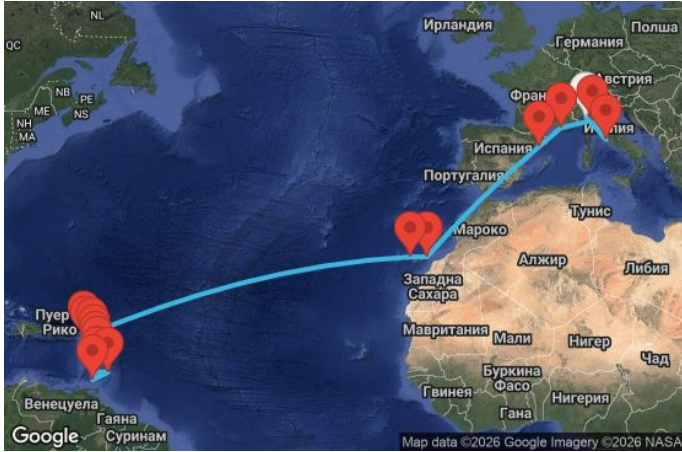 NL
QC
NB
PE
ME
NS
NH
MA
Ирландия
Полша
Германия
Австрия
Фран
Италия
Испания
Португалия
Тунис
Мароко
Алжир
Либия
Западна
Сахара
Пуер
Рико
Мавритания
Мали
Нигер
Чад
Буркина
Фасо
Гвинея
Нигерия
Гана
Венецуела
Гаяна
Суринам
Google
Map data ©2026 Google Imagery ©2026 NASA